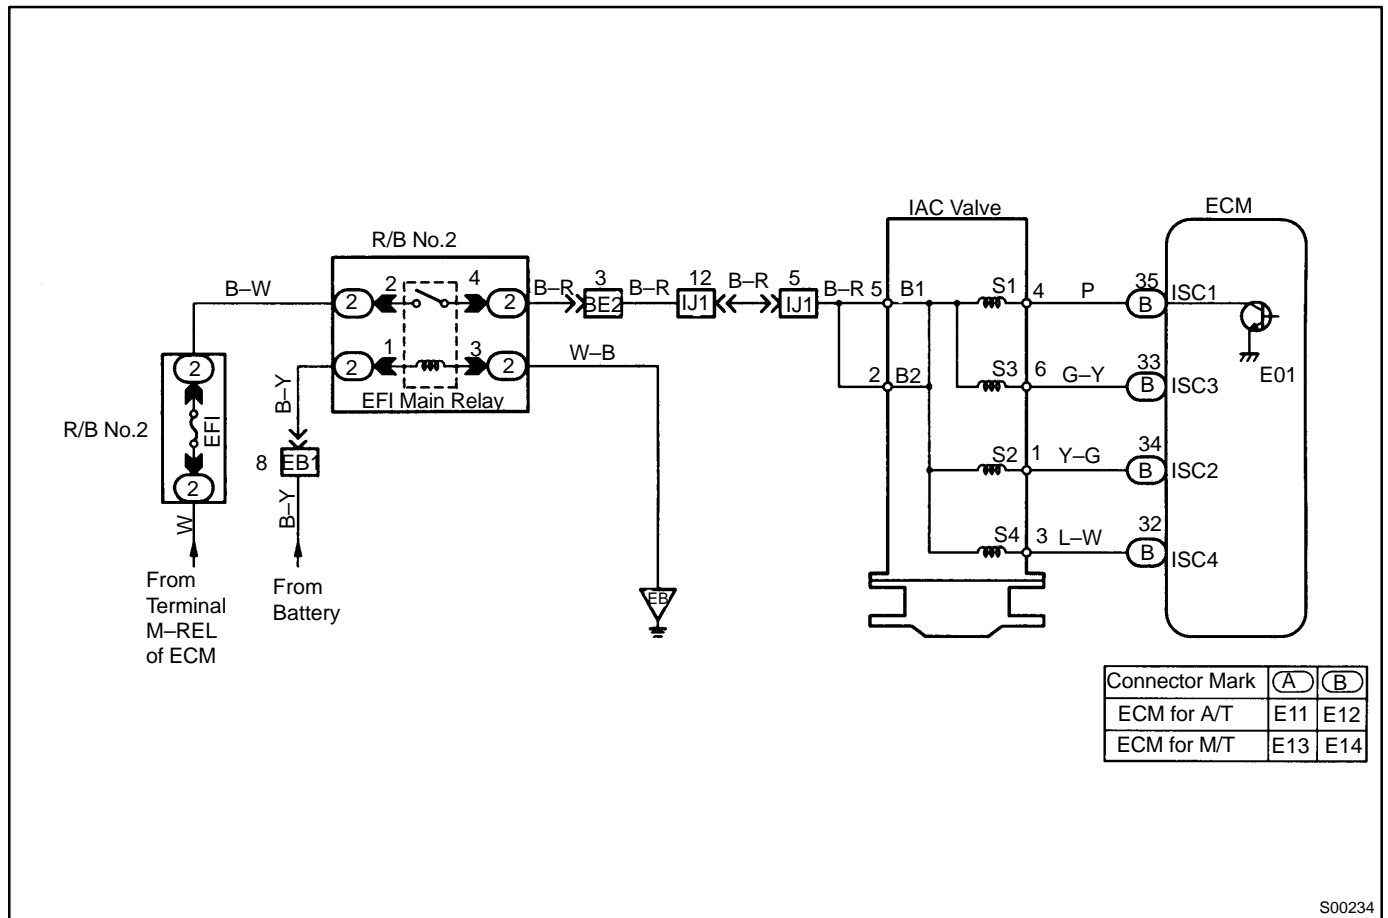 IAC Valve
ECM
R/B No.2
B–W
2
2
4
2
B–R
3
BE2
B–R
12
IJ1
B–R
5
IJ1
B–R
5
B1
S1
4
P
35
B
ISC1
E01
2
1
3
2
W–B
EFI Main Relay
2
B2
S3
6
G–Y
33
B
ISC3
R/B No.2
2
EFI
2
W
B–Y
8
EB1
B–Y
S2
1
Y–G
34
B
ISC2
S4
3
L–W
32
B
ISC4
From
Terminal
M–REL
of ECM
From
Battery
EB
Connector Mark A B
ECM for A/T E11 E12
ECM for M/T E13 E14
S00234